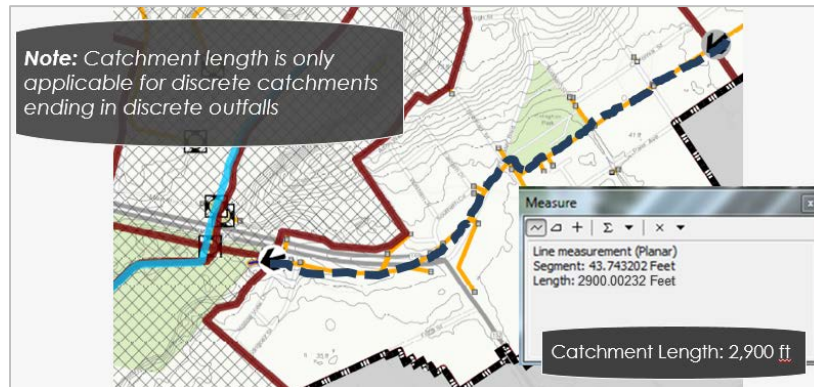 Note: Catchment length is only
applicable for discrete catchments
ending in discrete outfalls
Measure
Line measurement (Planar)
Segment: 43.743202 Feet
Length: 2900.00232 Feet
Catchment Length: 2,900 ft